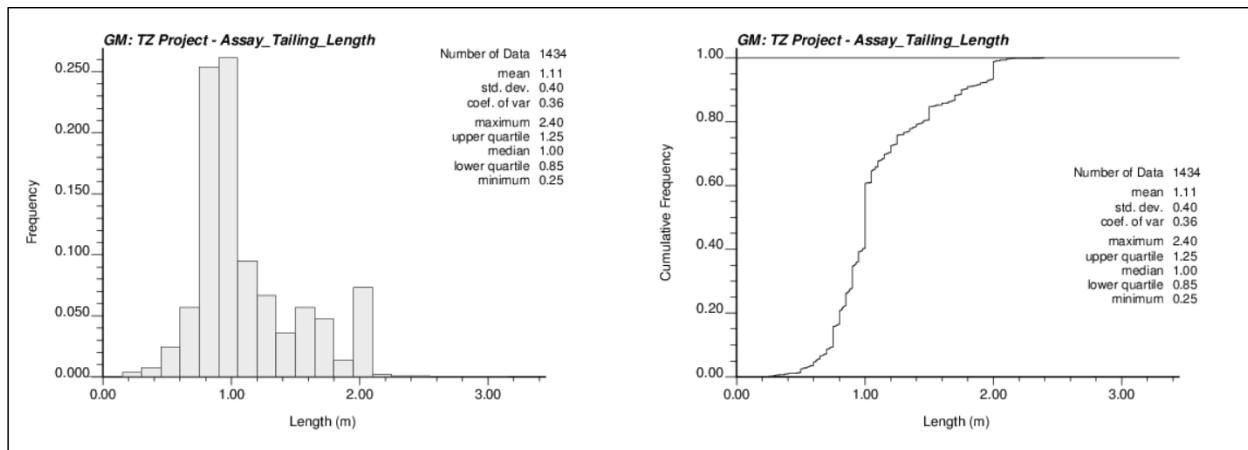 GM: TZ Project - Assay_Tailing_Length
Number of Data 1434
mean 1.11
std. dev. 0.40
coef. of var 0.36
maximum 2.40
upper quartile 1.25
median 1.00
lower quartile 0.85
minimum 0.25
Frequency
0.250
0.200
0.150
0.100
0.050
0.000
0.00 1.00 2.00 3.00
Length (m)
GM: TZ Project - Assay_Tailing_Length
Cumulative Frequency
1.00
0.80
0.60
0.40
0.20
0.00
Number of Data 1434
mean 1.11
std. dev. 0.40
coef. of var 0.36
maximum 2.40
upper quartile 1.25
median 1.00
lower quartile 0.85
minimum 0.25
0.00 1.00 2.00 3.00
Length (m)